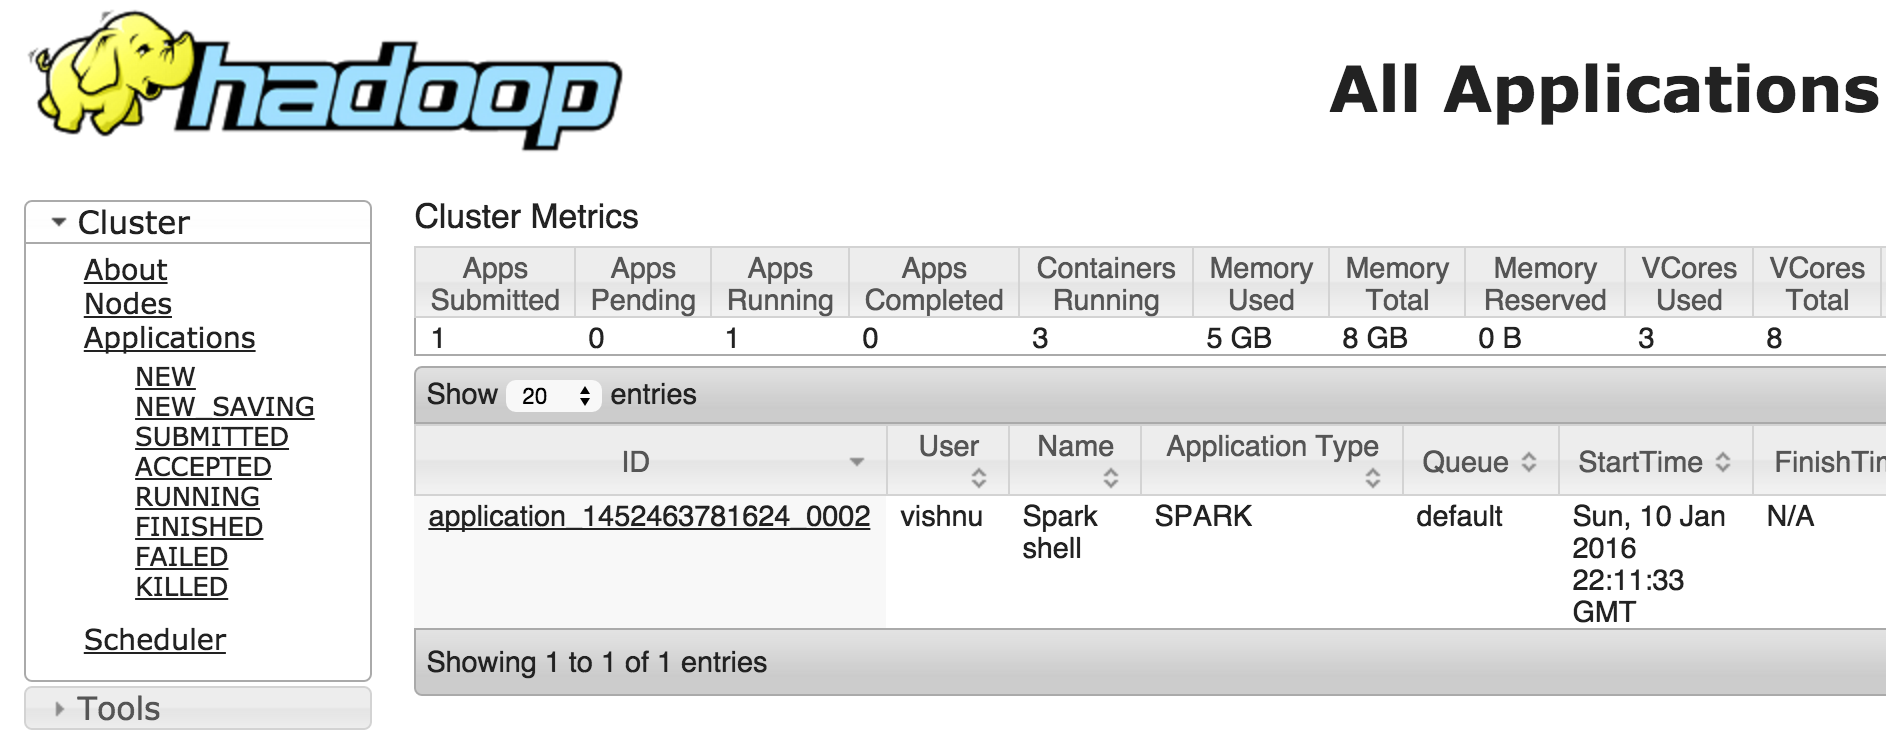 hadoop
All Applications
Cluster
About
Nodes
Applications
NEW
NEW_SAVING
SUBMITTED
ACCEPTED
RUNNING
FINISHED
FAILED
KILLED
Scheduler
Tools
Cluster Metrics
Apps Submitted Apps Pending Apps Running Apps Completed Containers Running Memory Used Memory Total Memory Reserved VCores Used VCores Total
1 0 1 0 3 5 GB 8 GB 0 B 3 8
Show 20 entries
ID User Name Application Type Queue StartTime FinishTin
application_1452463781624_0002 vishnu Spark shell SPARK default Sun, 10 Jan 2016 22:11:33 GMT N/A
Showing 1 to 1 of 1 entries